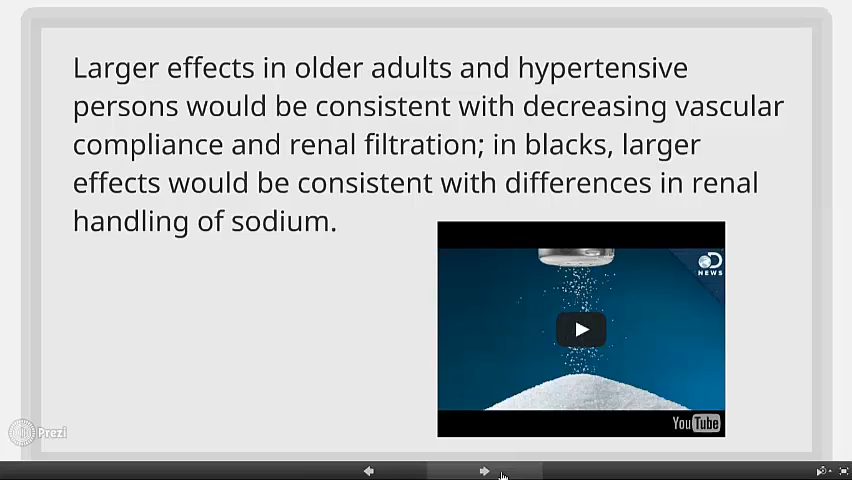 Larger effects in older adults and hypertensive
persons would be consistent with decreasing vascular
compliance and renal filtration; in blacks, larger
effects would be consistent with differences in renal
handling of sodium.
D
NEWS
YouTube
Prezi